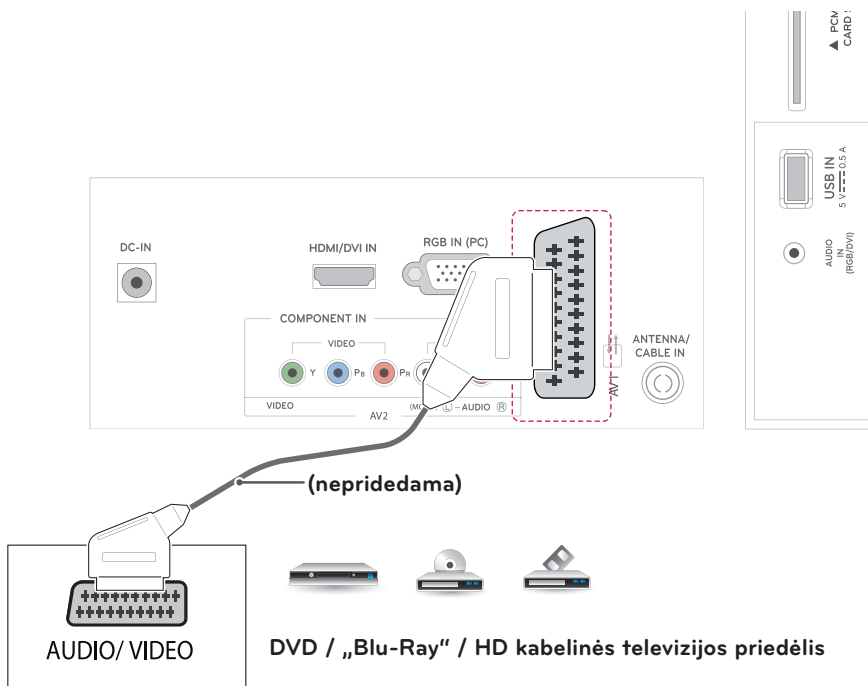 PCM
CARD
USB IN
5 V 0.5 A
AUDIO
IN
(RGB/DVI)
DC-IN
HDMI/DVI IN
RGB IN (PC)
COMPONENT IN
VIDEO
Y
PB
PR
VIDEO
AV2
L - AUDIO R
AV1
ANTENNA/
CABLE IN
(nepridedama)
AUDIO/ VIDEO
DVD / „Blu-Ray“ / HD kabelinės televizijos priedėlis